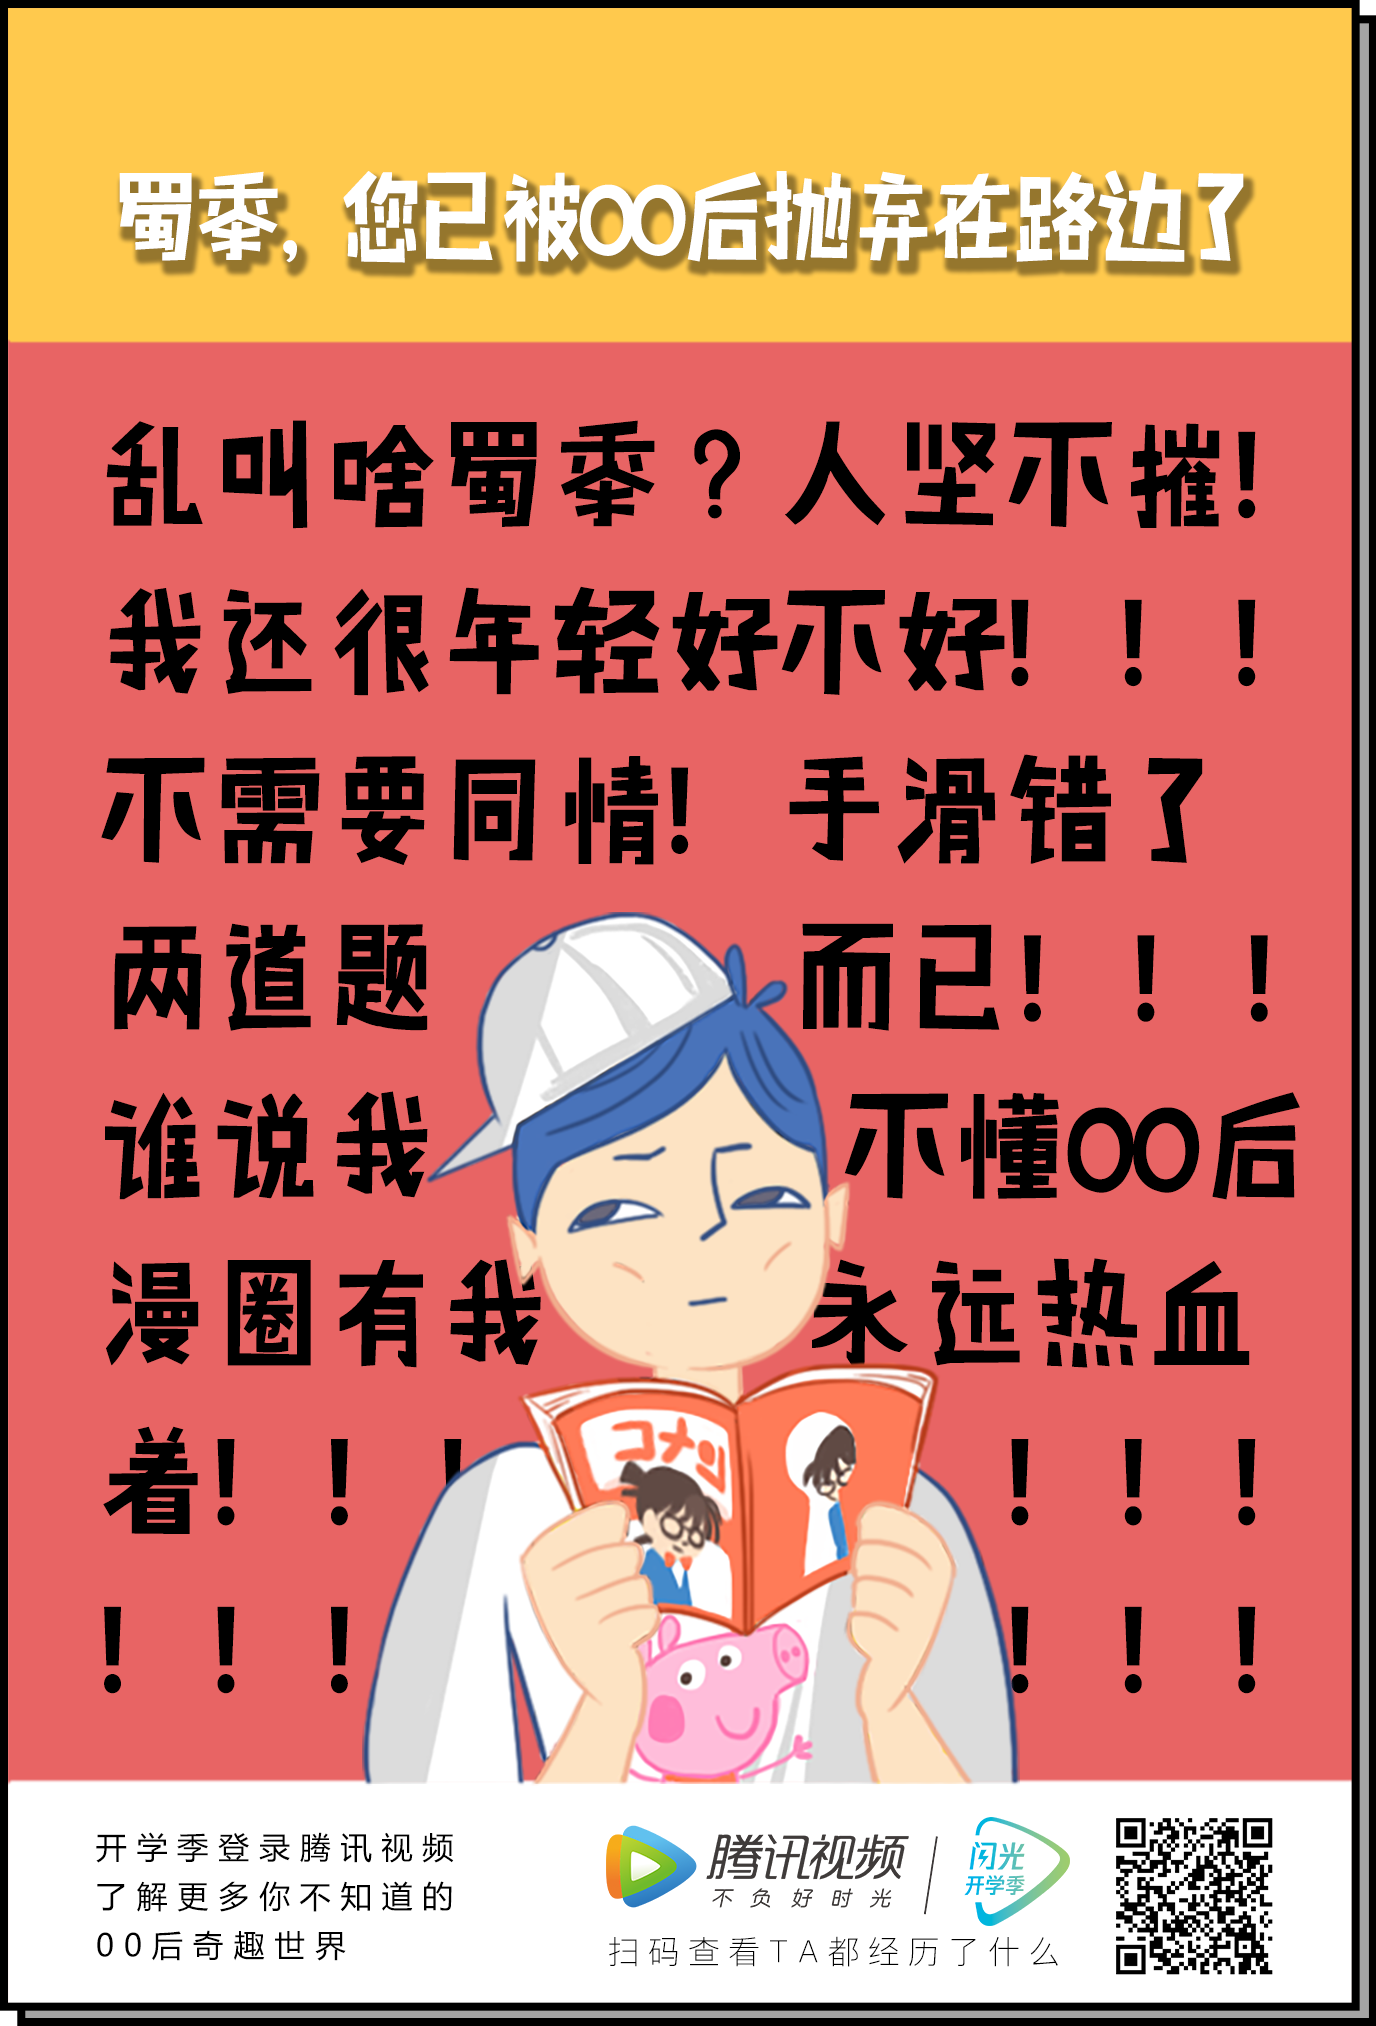 蜀黍，您已被00后抛弃在路边了
乱叫啥蜀黍？人坚不摧！
我还很年轻好不好！！！
不需要同情！ 手滑错了
两道题 而已！！！
谁说我 不懂00后
漫圈有我 永远热血
着！！！ ！！！
！！！ ！！！
コナン
开学季登录腾讯视频
了解更多你不知道的
00后奇趣世界
腾讯视频
不负好时光
闪光
开学季
扫码查看TA都经历了什么